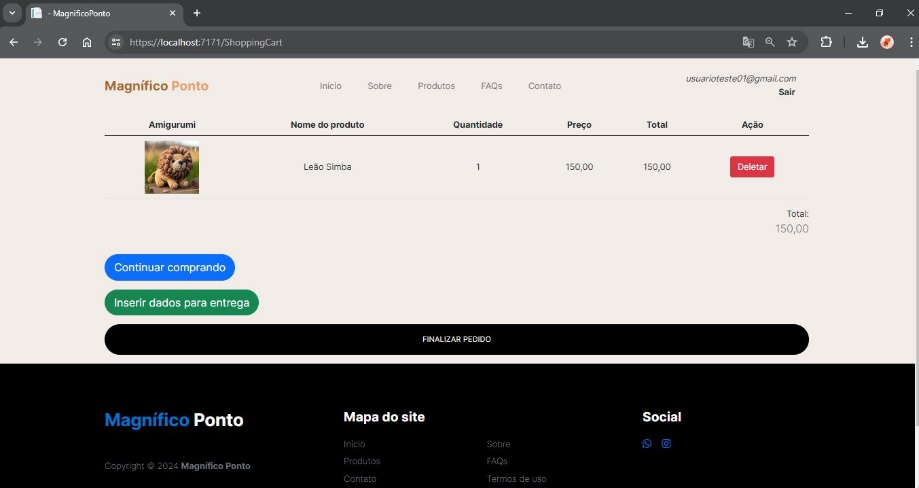 - MagnificoPonto
https://localhost:7171/ShoppingCart
Magnífico Ponto
Início Sobre Produtos FAQs Contato
usuarioteste01@gmail.com
Sair
Amigurumi Nome do produto Quantidade Preço Total Ação
Leão Simba 1 150,00 150,00 Deletar
Total:
150,00
Continuar comprando
Inserir dados para entrega
FINALIZAR PEDIDO
Magnífico Ponto
Copyright © 2024 Magnífico Ponto
Mapa do site
Início Sobre
Produtos FAQs
Contato Termos de uso
Social